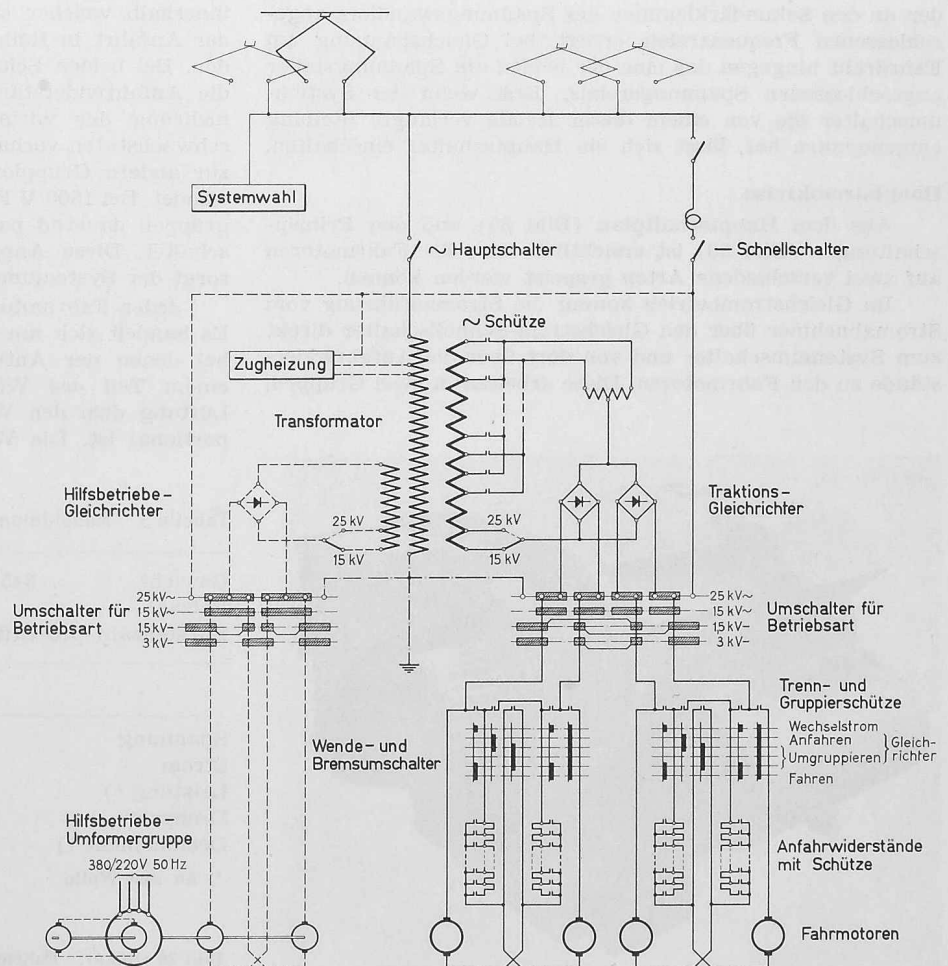 Systemwahl
~ Hauptschalter
Schnellschalter
~ Schütze
Zugheizung
Transformator
Hilfsbetriebe-
Gleichrichter
25 kV
15 kV
25 kV
15 kV
Traktions-
Gleichrichter
Umschalter für
Betriebsart
25 kV~
15 kV~
1,5 kV-
3 kV-
25 kV~
15 kV~
1,5 kV-
3 kV-
Umschalter für
Betriebsart
Trenn- und
Gruppierschütze
Wende- und
Bremsumschalter
Wechselstrom
Anfahren
Umgruppieren
Fahren
Gleich-
richter
Hilfsbetriebe-
Umformergruppe
380/220V 50 Hz
Anfahrwiderstände
mit Schütze
Fahrmotoren